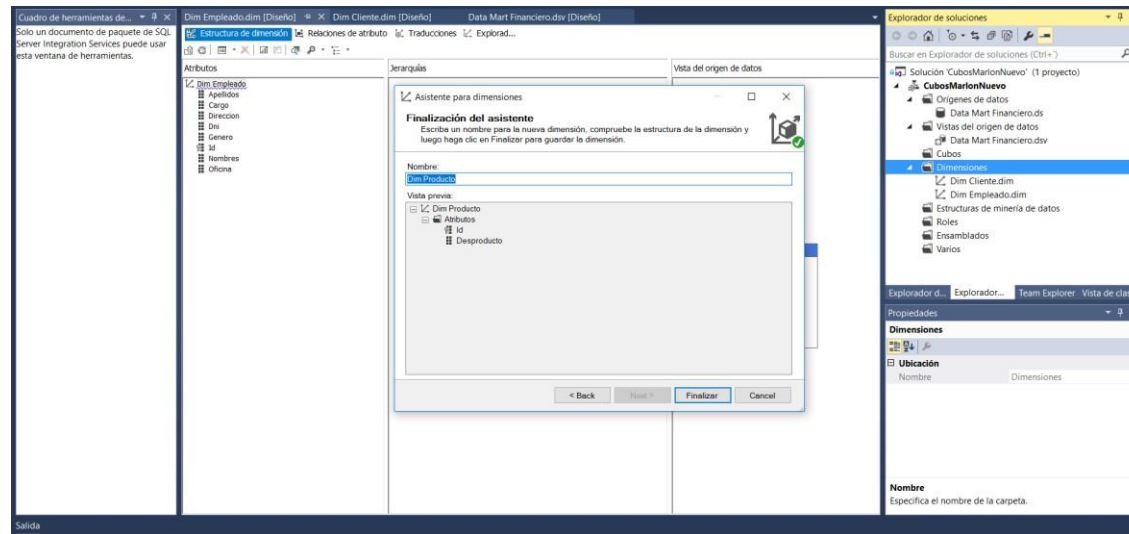 Cuadro de herramientas de...
Solo un documento de paquete de SQL
Server Integration Services puede usar
esta ventana de herramientas.
Dim Empleado.dim [Diseño]
Dim Cliente.dim [Diseño]
Data Mart Financiero.dsv [Diseño]
Estructura de dimensión
Relaciones de atributo
Traducciones
Explorad...
Atributos
Dim Empleado
Apellidos
Cargo
Direccion
Dni
Genero
Id
Nombres
Oficina
Jerarquías
Vista del origen de datos
Asistente para dimensiones
Finalización del asistente
Escriba un nombre para la nueva dimensión, compruebe la estructura de la dimensión y
luego haga clic en Finalizar para guardar la dimensión.
Nombre:
Dim Producto
Vista previa:
Dim Producto
Atributos
Id
Desproducto
< Back
Next >
Finalizar
Cancel
Explorador de soluciones
Buscar en Explorador de soluciones (Ctrl+')
Solución 'CubosMarlonNuevo' (1 proyecto)
CubosMarlonNuevo
Orígenes de datos
Data Mart Financiero.ds
Vistas del origen de datos
Data Mart Financiero.dsv
Cubos
Dimensiones
Dim Cliente.dim
Dim Empleado.dim
Estructuras de minería de datos
Roles
Ensamblados
Varios
Explorador d...
Explorador...
Team Explorer
Vista de clas
Propiedades
Dimensiones
Ubicación
Nombre
Dimensiones
Nombre
Especifica el nombre de la carpeta.
Salida